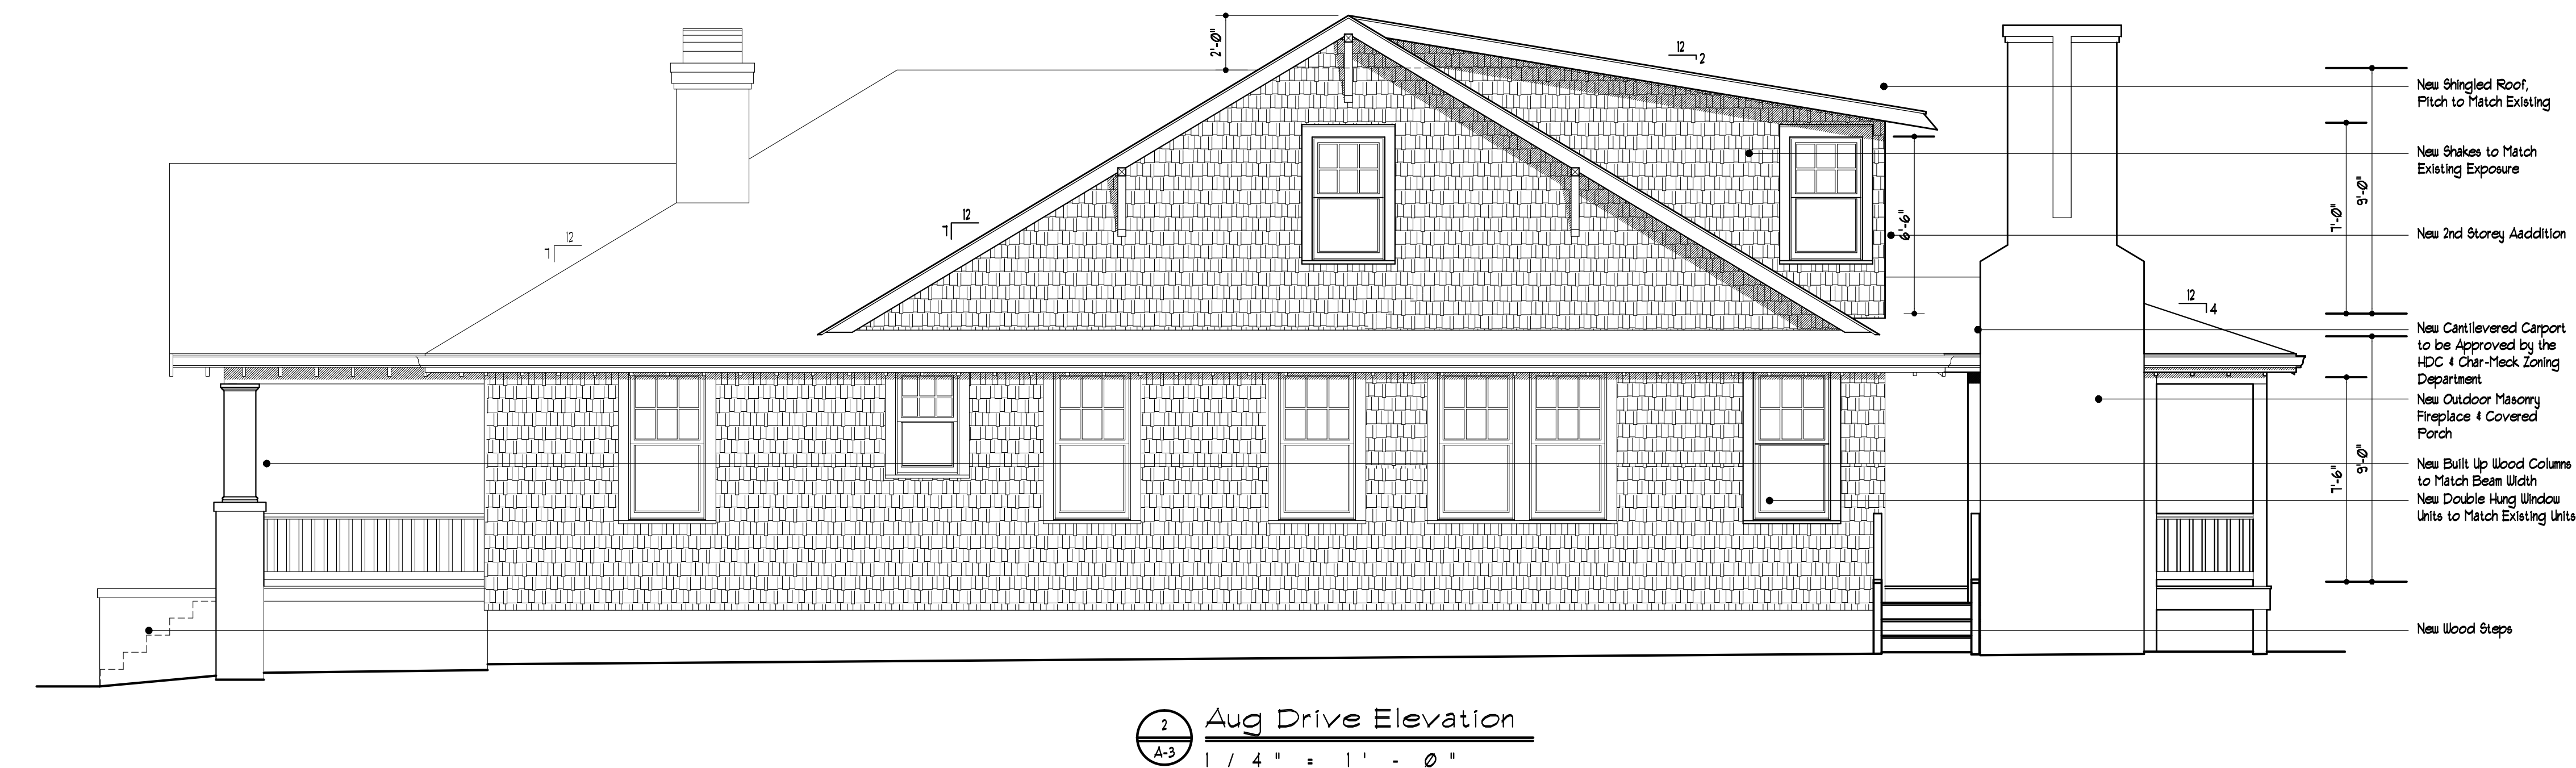 2'-0"
12
2
New Shingled Roof,
Pitch to Match Existing
New Shakes to Match
Existing Exposure
12
7
12
7
6'-6"
7'-0"
9'-0"
New 2nd Storey Aaddition
12
4
New Cantilevered Carport
to be Approved by the
HDC & Char-Meck Zoning
Department
New Outdoor Masonry
Fireplace & Covered
Porch
7'-6"
9'-0"
New Built Up Wood Columns
to Match Beam Width
New Double Hung Window
Units to Match Existing Units
New Wood Steps
2
A-3
Aug Drive Elevation
1/4" = 1'-0"